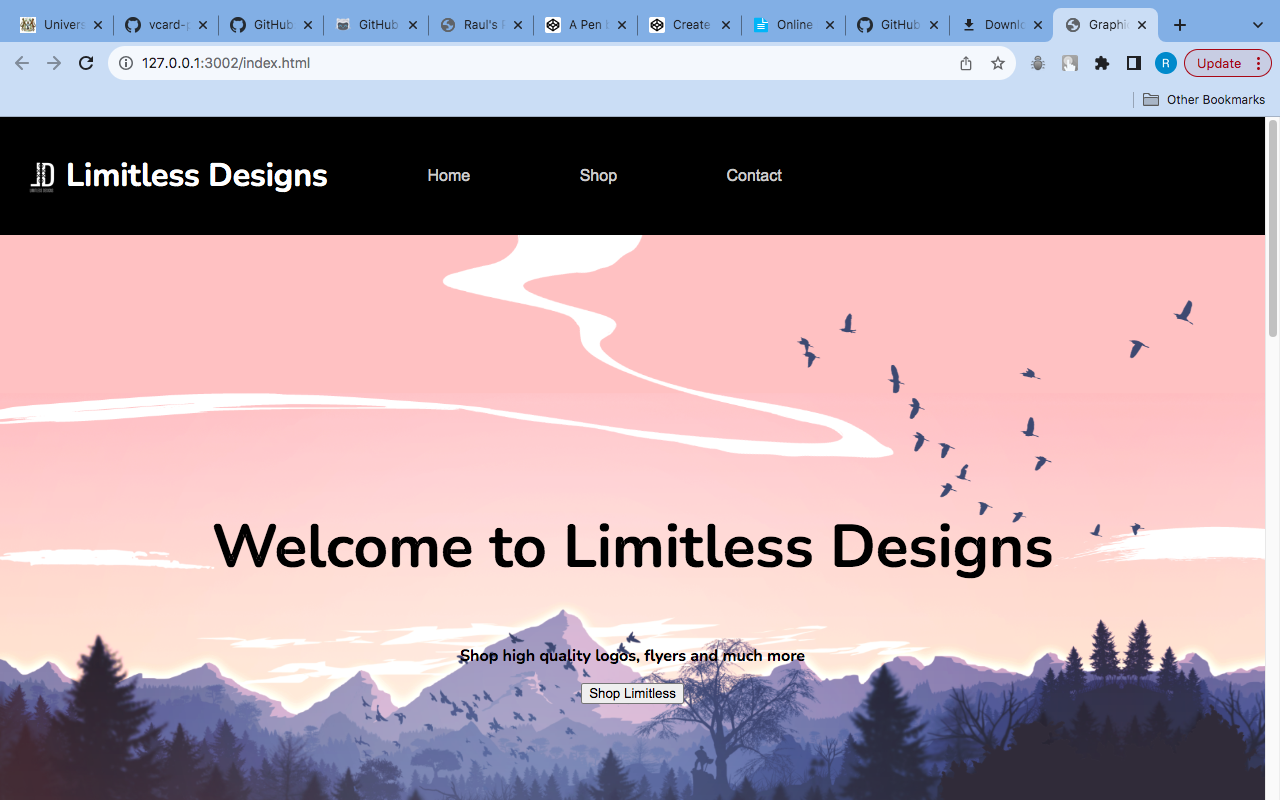 Univers
vcard-p
GitHub
GitHub
Raul's P
A Pen b
Create
Online
GitHub
Downlo
Graphic
127.0.0.1:3002/index.html
R
Update
Other Bookmarks
Limitless Designs
Home
Shop
Contact
Welcome to Limitless Designs
Shop high quality logos, flyers and much more
Shop Limitless